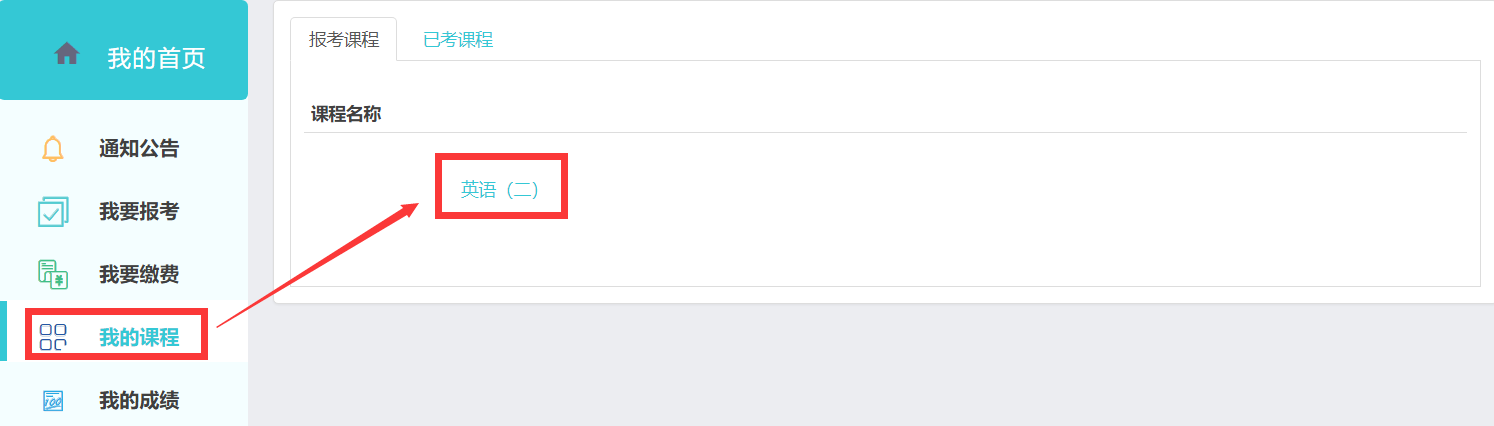 我的首页
通知公告
我要报考
我要缴费
我的课程
我的成绩
报考课程 已考课程
课程名称
英语（二）